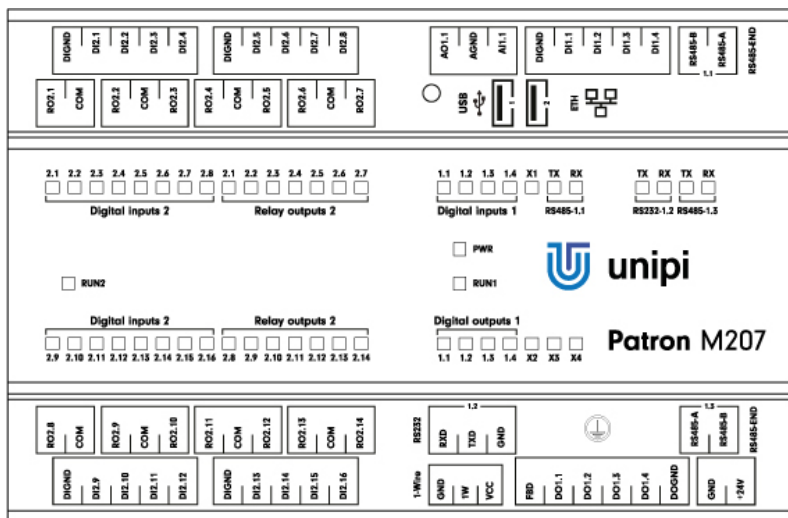 DIGND DI2.1 DI2.2 DI2.3 DI2.4 DIGND DI2.5 DI2.6 DI2.7 DI2.8 AO1.1 AGND AI1.1 DIGND DI1.1 DI1.2 DI1.3 DI1.4 RS485-B RS485-A RS485-END
1.1
RO2.1 COM RO2.2 COM RO2.3 RO2.4 COM RO2.5 RO2.6 COM RO2.7 USB 1 2 ETH
2.1 2.2 2.3 2.4 2.5 2.6 2.7 2.8 2.1 2.2 2.3 2.4 2.5 2.6 2.7 1.1 1.2 1.3 1.4 X1 TX RX TX RX TX RX
Digital inputs 2 Relay outputs 2 Digital inputs 1 RS485-1.1 RS232-1.2 RS485-1.3
PWR
RUN2 RUN1
unipi
Digital inputs 2 Relay outputs 2 Digital outputs 1
Patron M207
2.9 2.10 2.11 2.12 2.13 2.14 2.15 2.16 2.8 2.9 2.10 2.11 2.12 2.13 2.14 1.1 1.2 1.3 1.4 X2 X3 X4
1.2 1.3
RO2.8 COM RO2.9 COM RO2.10 RO2.11 COM RO2.12 RO2.13 COM RO2.14 RS232 RXD TXD GND RS485-A RS485-B RS485-END
DIGND DI2.9 DI2.10 DI2.11 DI2.12 DIGND DI2.13 DI2.14 DI2.15 DI2.16 1-Wire GND 1W VCC FBD DO1.1 DO1.2 DO1.3 DO1.4 DOGND GND +24V